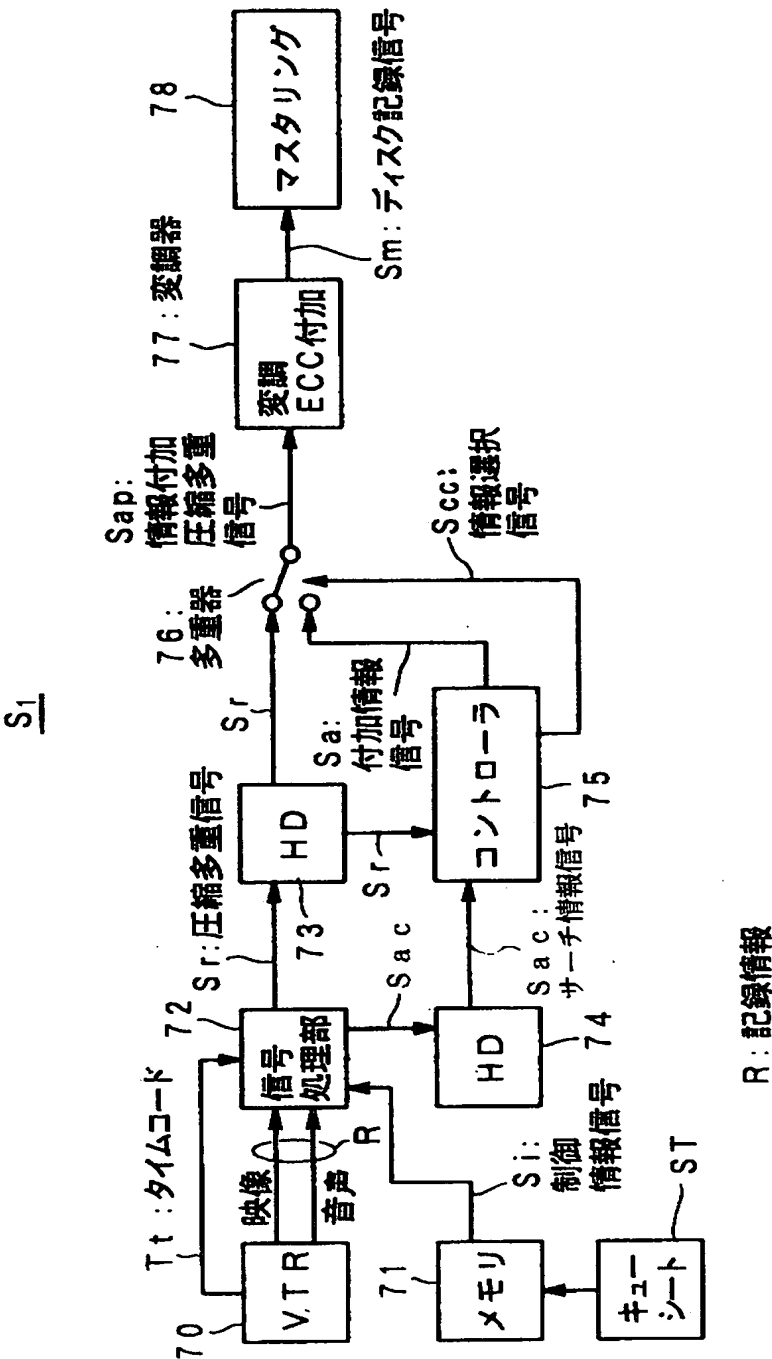 S1
70
VTR
Tt:タイムコード
映像
音声
R
72
信号
処理部
Sr:圧縮多重信号
73
HD
Sr
76:
多重器
Sap:
情報付加
圧縮多重
信号
77:変調器
変調
ECC付加
Sm:ディスク記録信号
78
マスタリング
Sac
Sr
71
メモリ
Si:
制御
情報信号
キュー
シート
ST
HD
74
Sac:
サーチ情報信号
コントローラ
75
Sa:
付加情報
信号
Scc:
情報選択
信号
R:記録情報